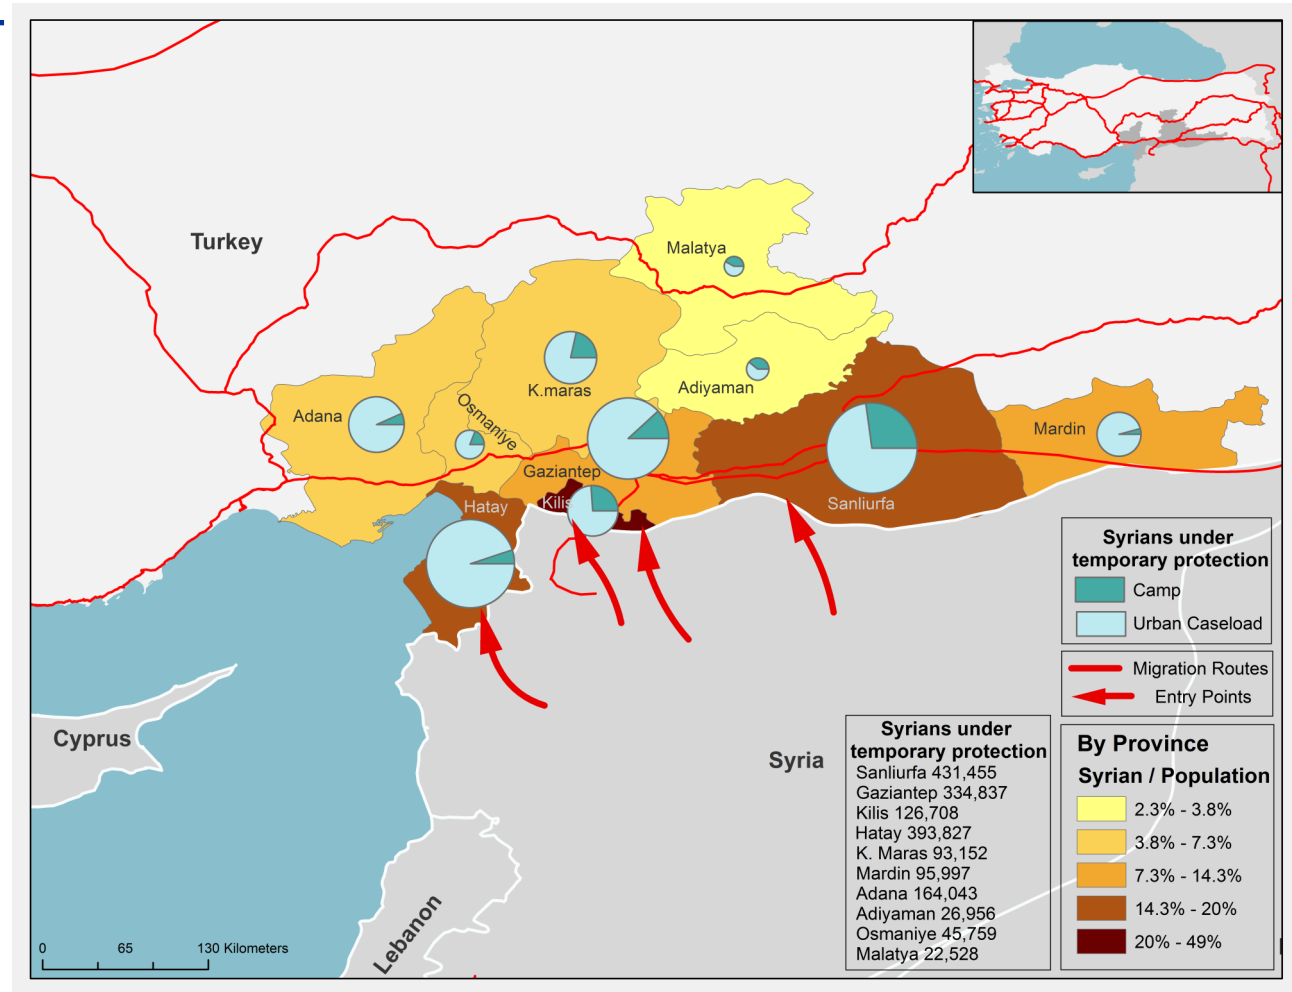 Turkey
Malatya
K.maras
Adiyaman
Adana
Osmaniye
Mardin
Gaziantep
Kilis
Hatay
Sanliurfa
Cyprus
Syria
Lebanon
0 65 130 Kilometers
Syrians under
temporary protection
Camp
Urban Caseload
Migration Routes
Entry Points
Syrians under
temporary protection
Sanliurfa 431,455
Gaziantep 334,837
Kilis 126,708
Hatay 393,827
K. Maras 93,152
Mardin 95,997
Adana 164,043
Adiyaman 26,956
Osmaniye 45,759
Malatya 22,528
By Province
Syrian / Population
2.3% - 3.8%
3.8% - 7.3%
7.3% - 14.3%
14.3% - 20%
20% - 49%